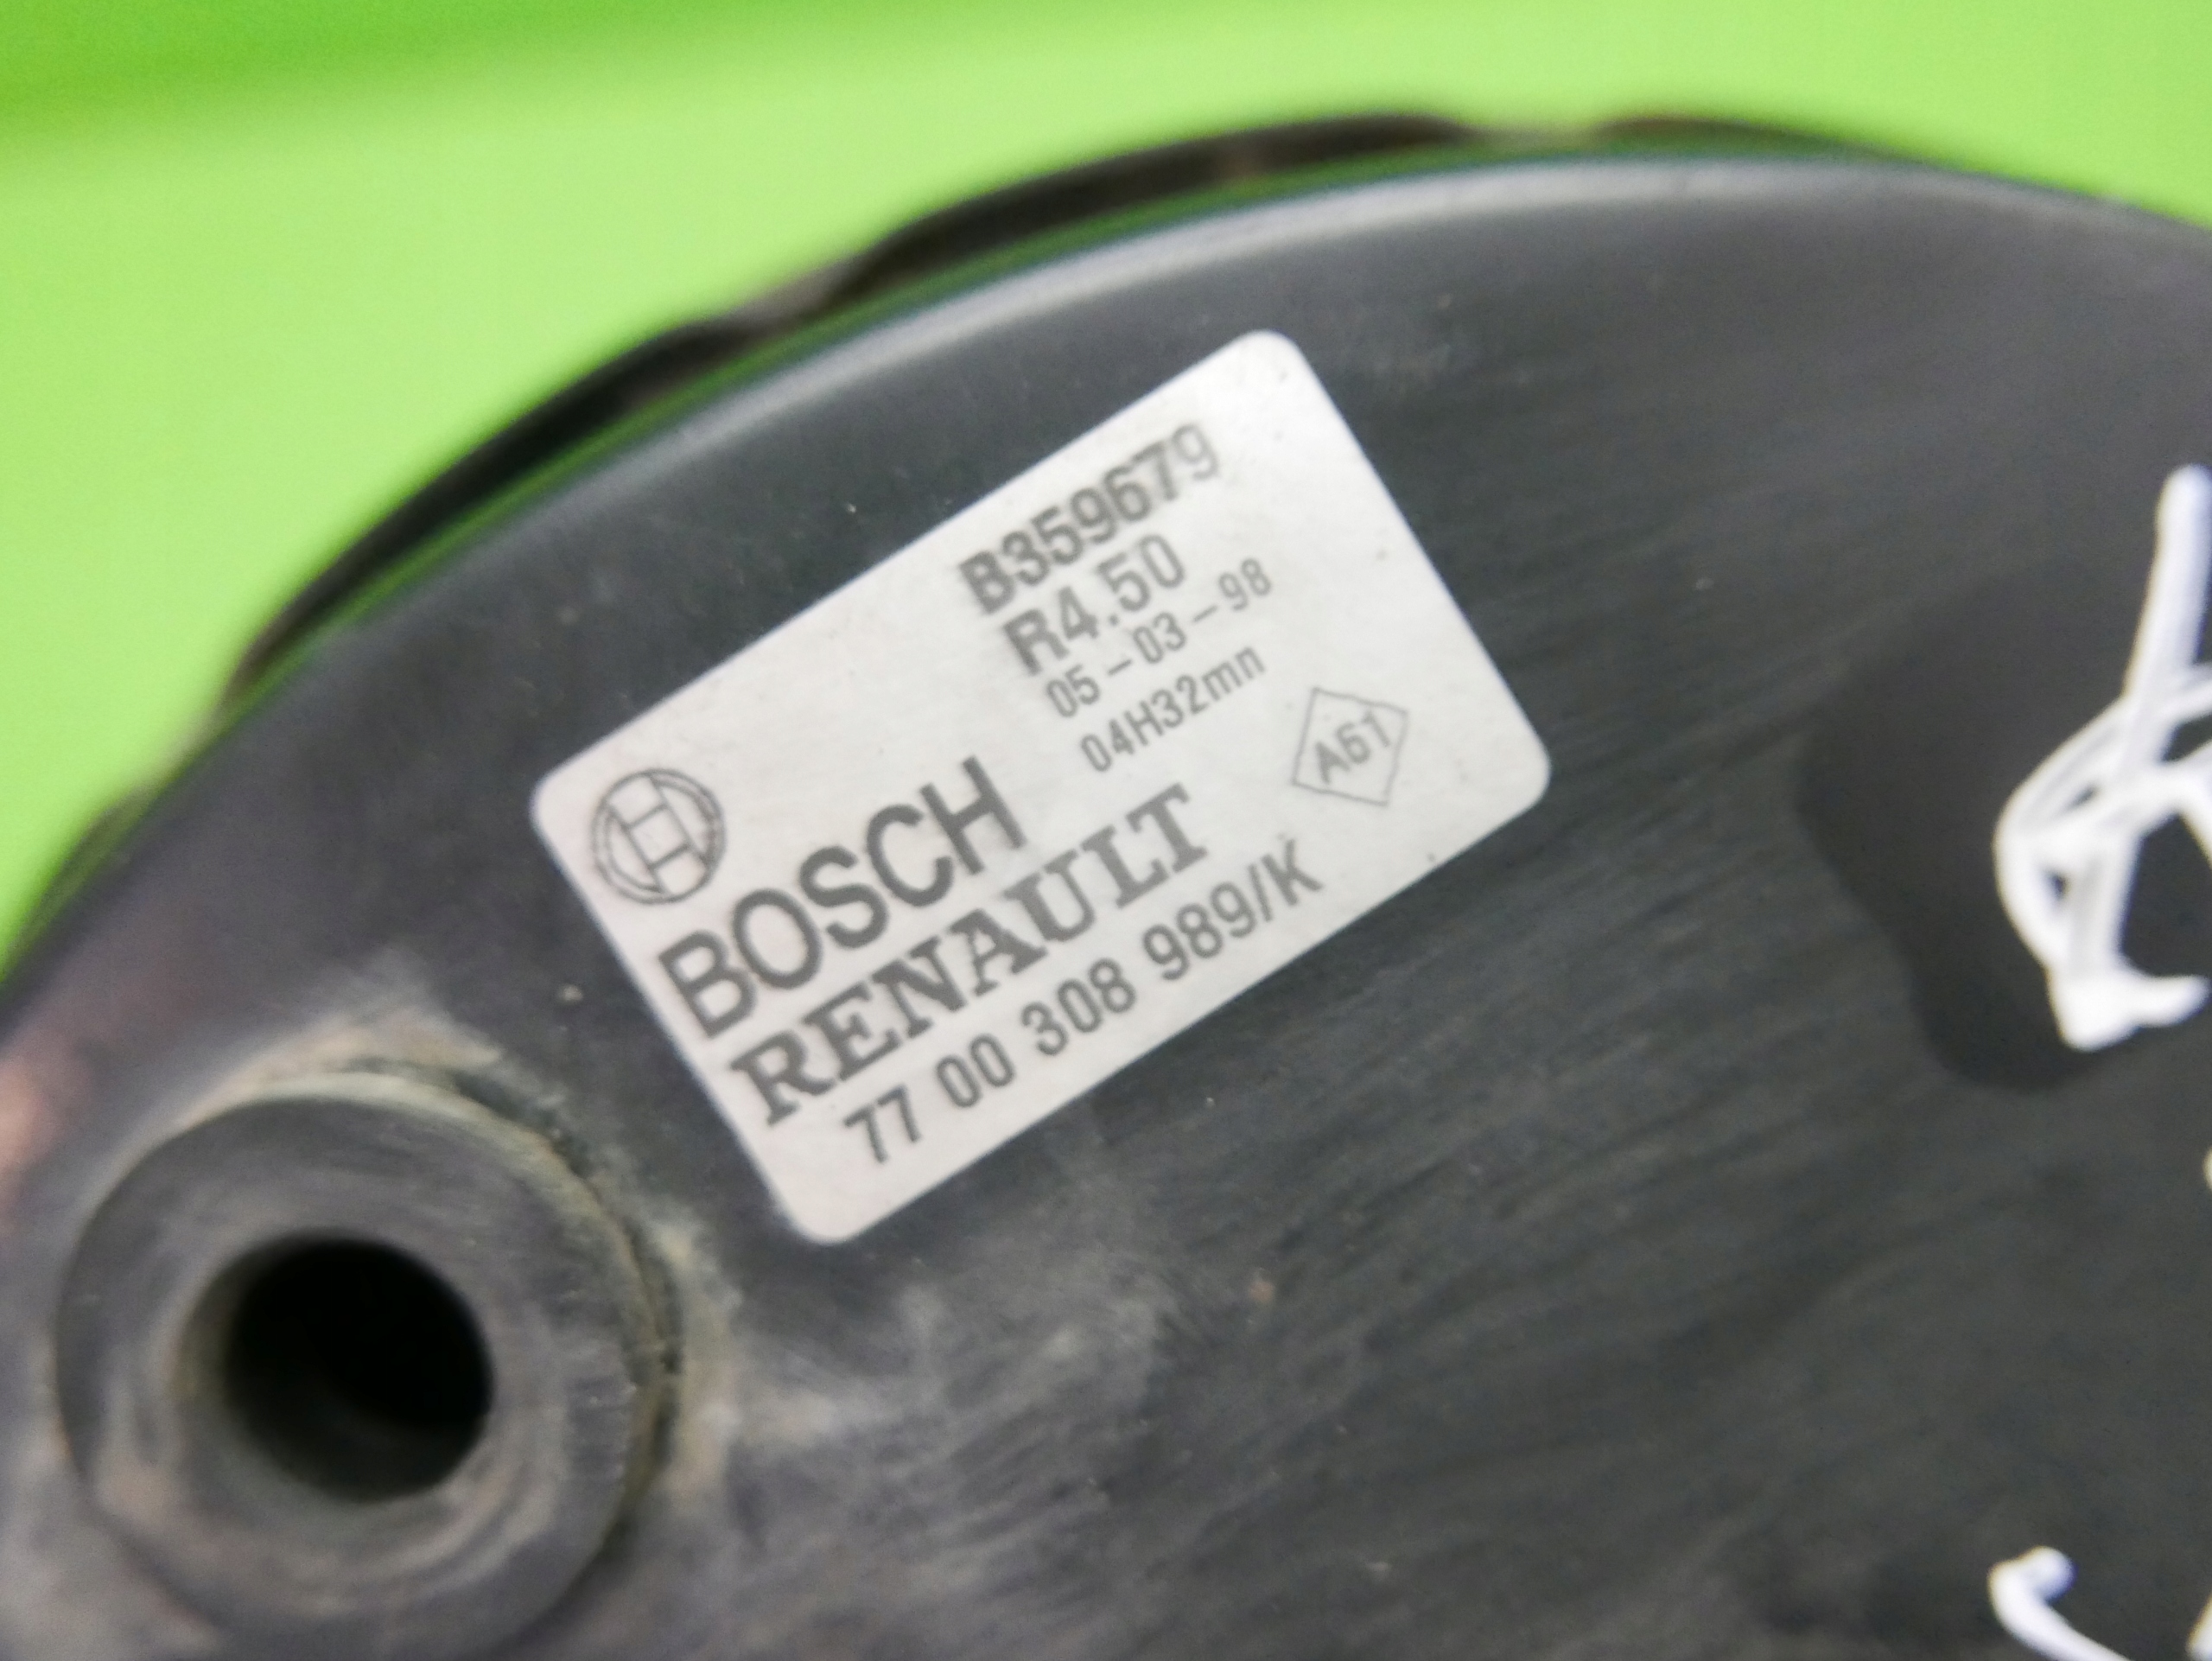 B359679
R4.50
05-03-98
04H32mn
BOSCH
A61
RENAULT
77 00 308 989/K